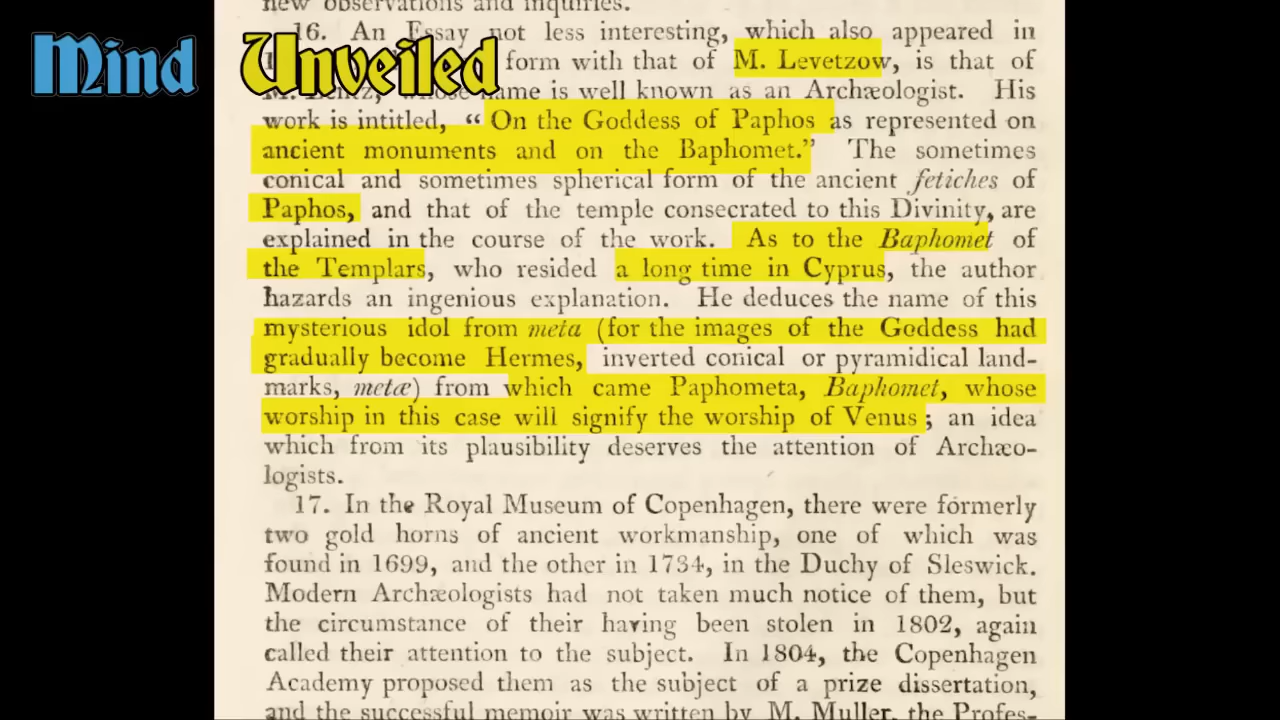 Mind Unveiled
new observations and inquiries.
16. An Essay not less interesting, which also appeared in
form with that of M. Levetzow, is that of
name is well known as an Archæologist. His
work is intitled, “ On the Goddess of Paphos as represented on
ancient monuments and on the Baphomet.” The sometimes
conical and sometimes spherical form of the ancient fetiches of
Paphos, and that of the temple consecrated to this Divinity, are
explained in the course of the work. As to the Baphomet of
the Templars, who resided a long time in Cyprus, the author
hazards an ingenious explanation. He deduces the name of this
mysterious idol from meta (for the images of the Goddess had
gradually become Hermes, inverted conical or pyramidical land-
marks, metæ) from which came Paphometa, Baphomet, whose
worship in this case will signify the worship of Venus ; an idea
which from its plausibility deserves the attention of Archæo-
logists.
17. In the Royal Museum of Copenhagen, there were formerly
two gold horns of ancient workmanship, one of which was
found in 1699, and the other in 1734, in the Duchy of Sleswick.
Modern Archæologists had not taken much notice of them, but
the circumstance of their having been stolen in 1802, again
called their attention to the subject. In 1804, the Copenhagen
Academy proposed them as the subject of a prize dissertation,
and the successful memoir was written by M. Muller, the Profes-